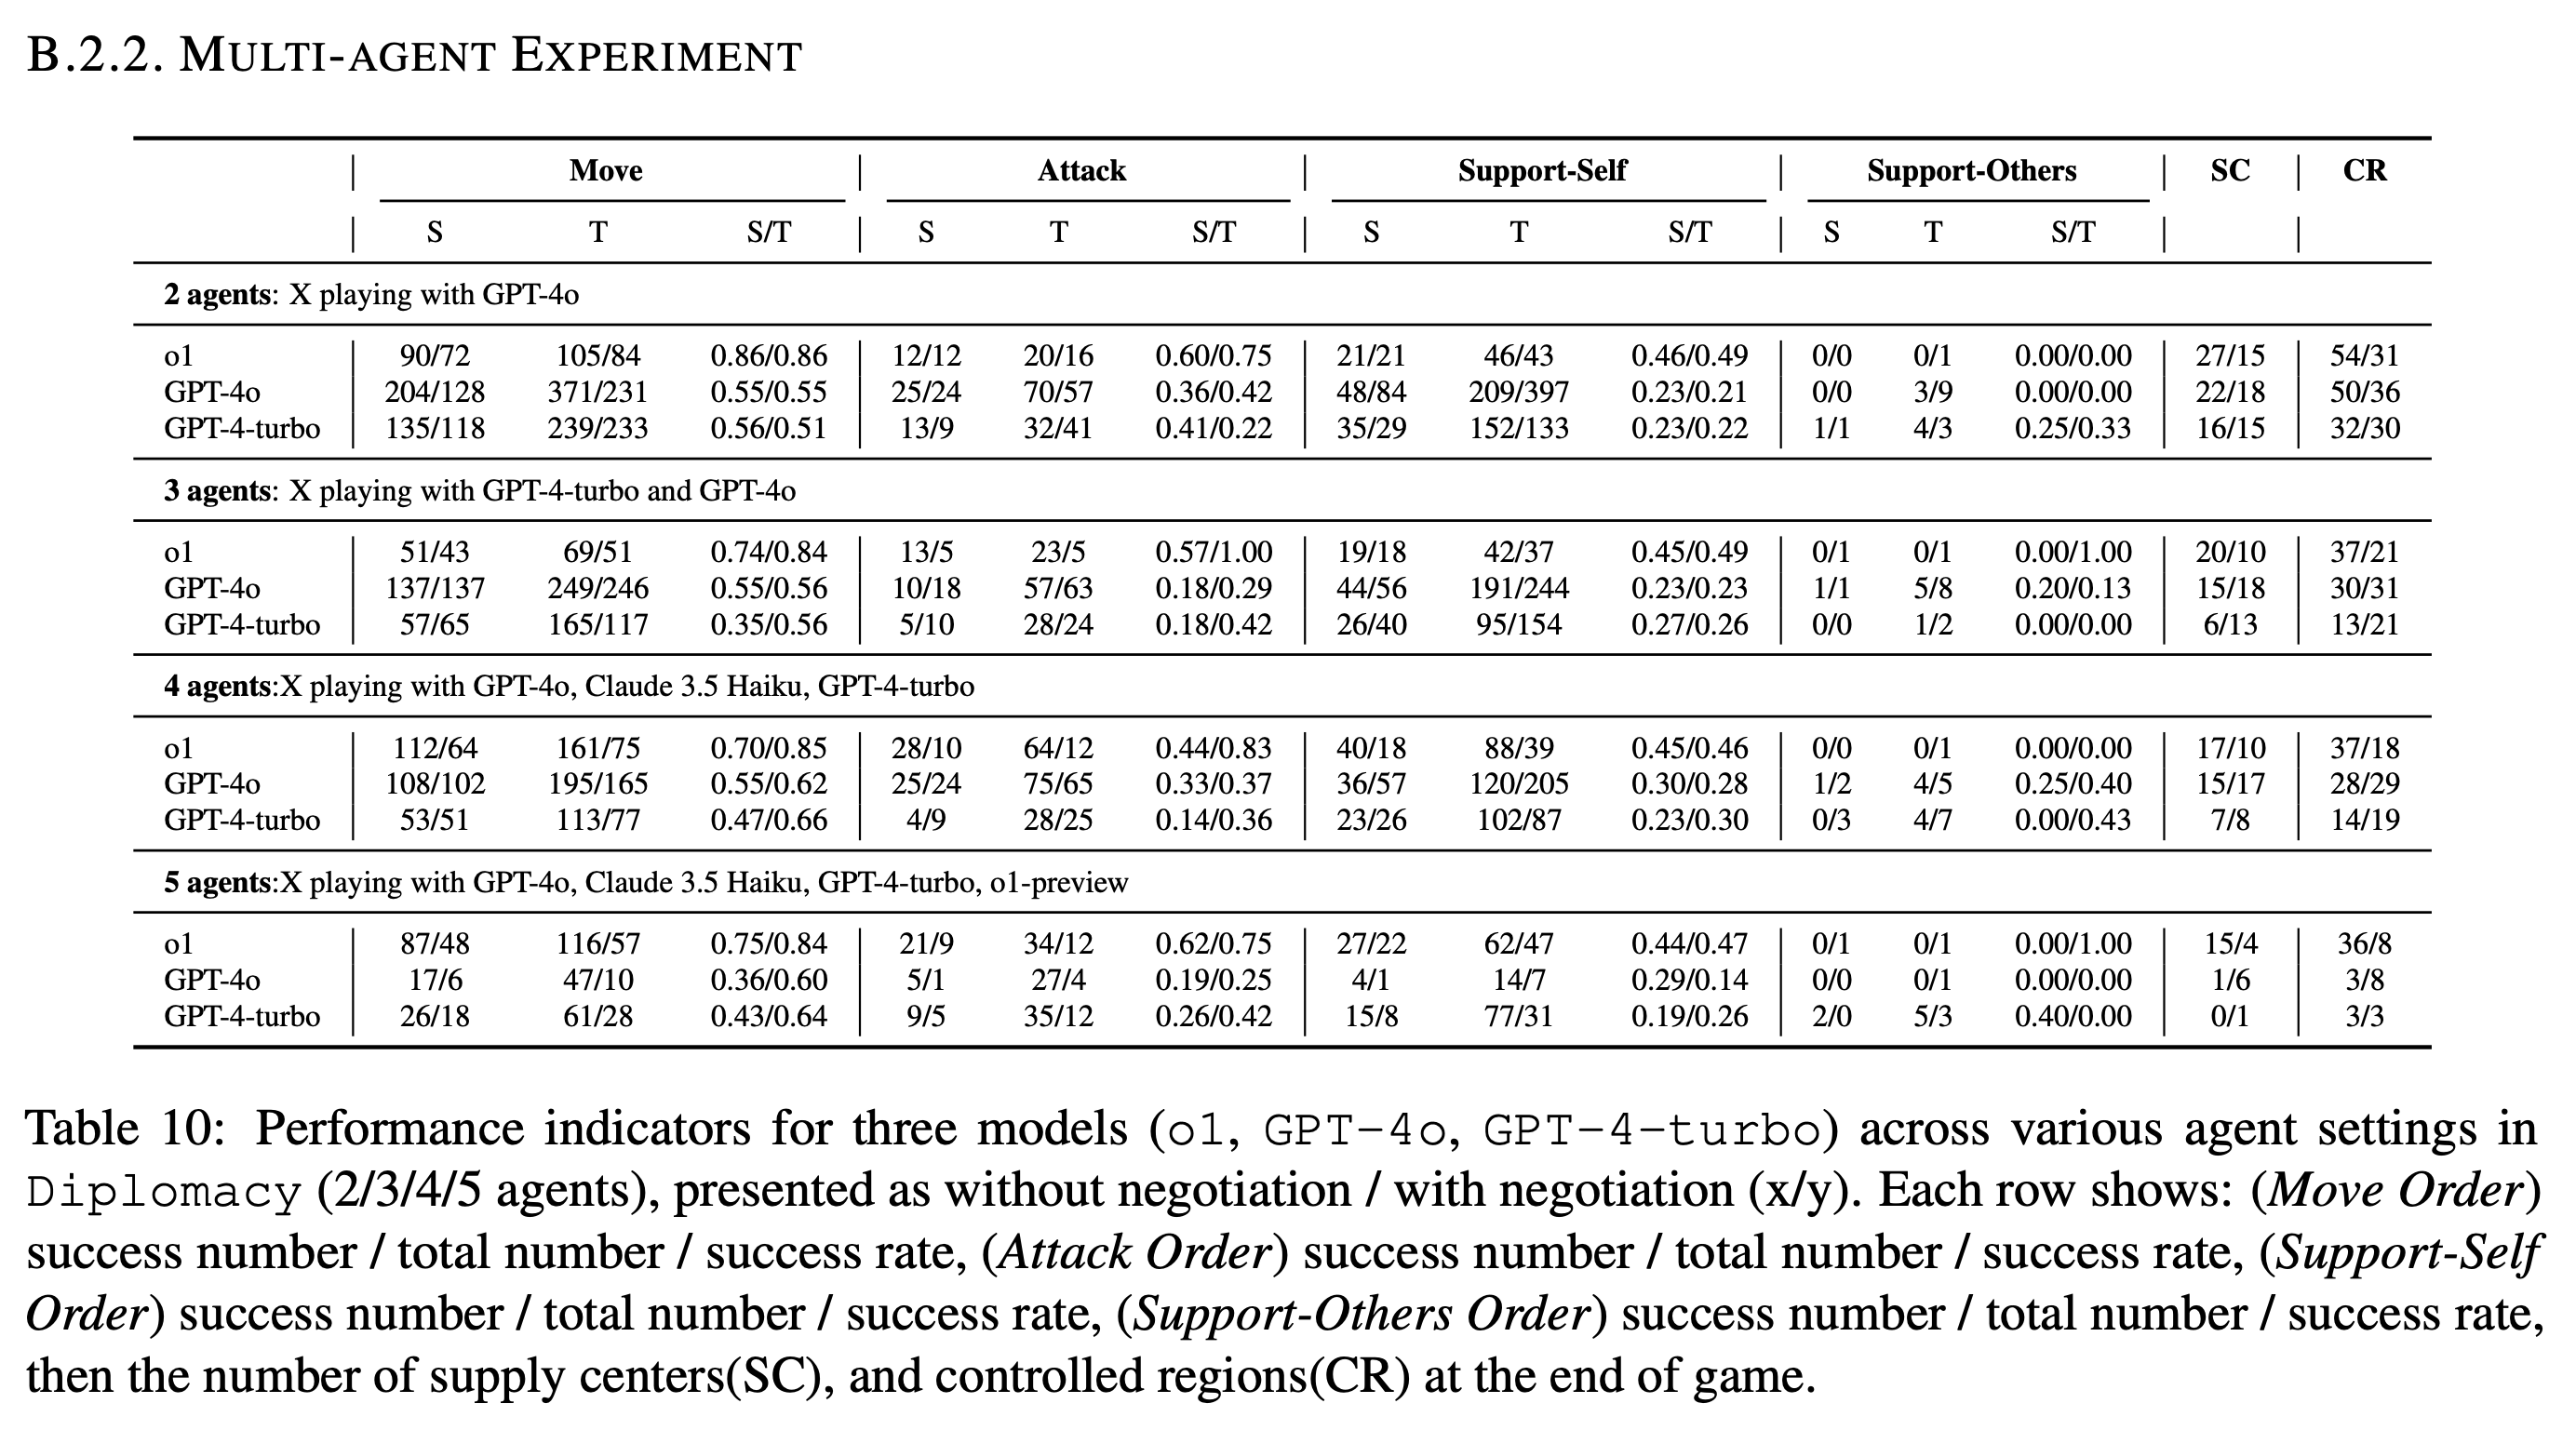 B.2.2. MULTI-AGENT EXPERIMENT
Move Attack Support-Self Support-Others SC CR
S T S/T S T S/T S T S/T S T S/T
2 agents: X playing with GPT-4o
o1 90/72 105/84 0.86/0.86 12/12 20/16 0.60/0.75 21/21 46/43 0.46/0.49 0/0 0/1 0.00/0.00 27/15 54/31
GPT-4o 204/128 371/231 0.55/0.55 25/24 70/57 0.36/0.42 48/84 209/397 0.23/0.21 0/0 3/9 0.00/0.00 22/18 50/36
GPT-4-turbo 135/118 239/233 0.56/0.51 13/9 32/41 0.41/0.22 35/29 152/133 0.23/0.22 1/1 4/3 0.25/0.33 16/15 32/30
3 agents: X playing with GPT-4-turbo and GPT-4o
o1 51/43 69/51 0.74/0.84 13/5 23/5 0.57/1.00 19/18 42/37 0.45/0.49 0/1 0/1 0.00/1.00 20/10 37/21
GPT-4o 137/137 249/246 0.55/0.56 10/18 57/63 0.18/0.29 44/56 191/244 0.23/0.23 1/1 5/8 0.20/0.13 15/18 30/31
GPT-4-turbo 57/65 165/117 0.35/0.56 5/10 28/24 0.18/0.42 26/40 95/154 0.27/0.26 0/0 1/2 0.00/0.00 6/13 13/21
4 agents:X playing with GPT-4o, Claude 3.5 Haiku, GPT-4-turbo
o1 112/64 161/75 0.70/0.85 28/10 64/12 0.44/0.83 40/18 88/39 0.45/0.46 0/0 0/1 0.00/0.00 17/10 37/18
GPT-4o 108/102 195/165 0.55/0.62 25/24 75/65 0.33/0.37 36/57 120/205 0.30/0.28 1/2 4/5 0.25/0.40 15/17 28/29
GPT-4-turbo 53/51 113/77 0.47/0.66 4/9 28/25 0.14/0.36 23/26 102/87 0.23/0.30 0/3 4/7 0.00/0.43 7/8 14/19
5 agents:X playing with GPT-4o, Claude 3.5 Haiku, GPT-4-turbo, o1-preview
o1 87/48 116/57 0.75/0.84 21/9 34/12 0.62/0.75 27/22 62/47 0.44/0.47 0/1 0/1 0.00/1.00 15/4 36/8
GPT-4o 17/6 47/10 0.36/0.60 5/1 27/4 0.19/0.25 4/1 14/7 0.29/0.14 0/0 0/1 0.00/0.00 1/6 3/8
GPT-4-turbo 26/18 61/28 0.43/0.64 9/5 35/12 0.26/0.42 15/8 77/31 0.19/0.26 2/0 5/3 0.40/0.00 0/1 3/3
Table 10: Performance indicators for three models (o1, GPT-4o, GPT-4-turbo) across various agent settings in
Diplomacy (2/3/4/5 agents), presented as without negotiation / with negotiation (x/y). Each row shows: (Move Order)
success number / total number / success rate, (Attack Order) success number / total number / success rate, (Support-Self
Order) success number / total number / success rate, (Support-Others Order) success number / total number / success rate,
then the number of supply centers(SC), and controlled regions(CR) at the end of game.